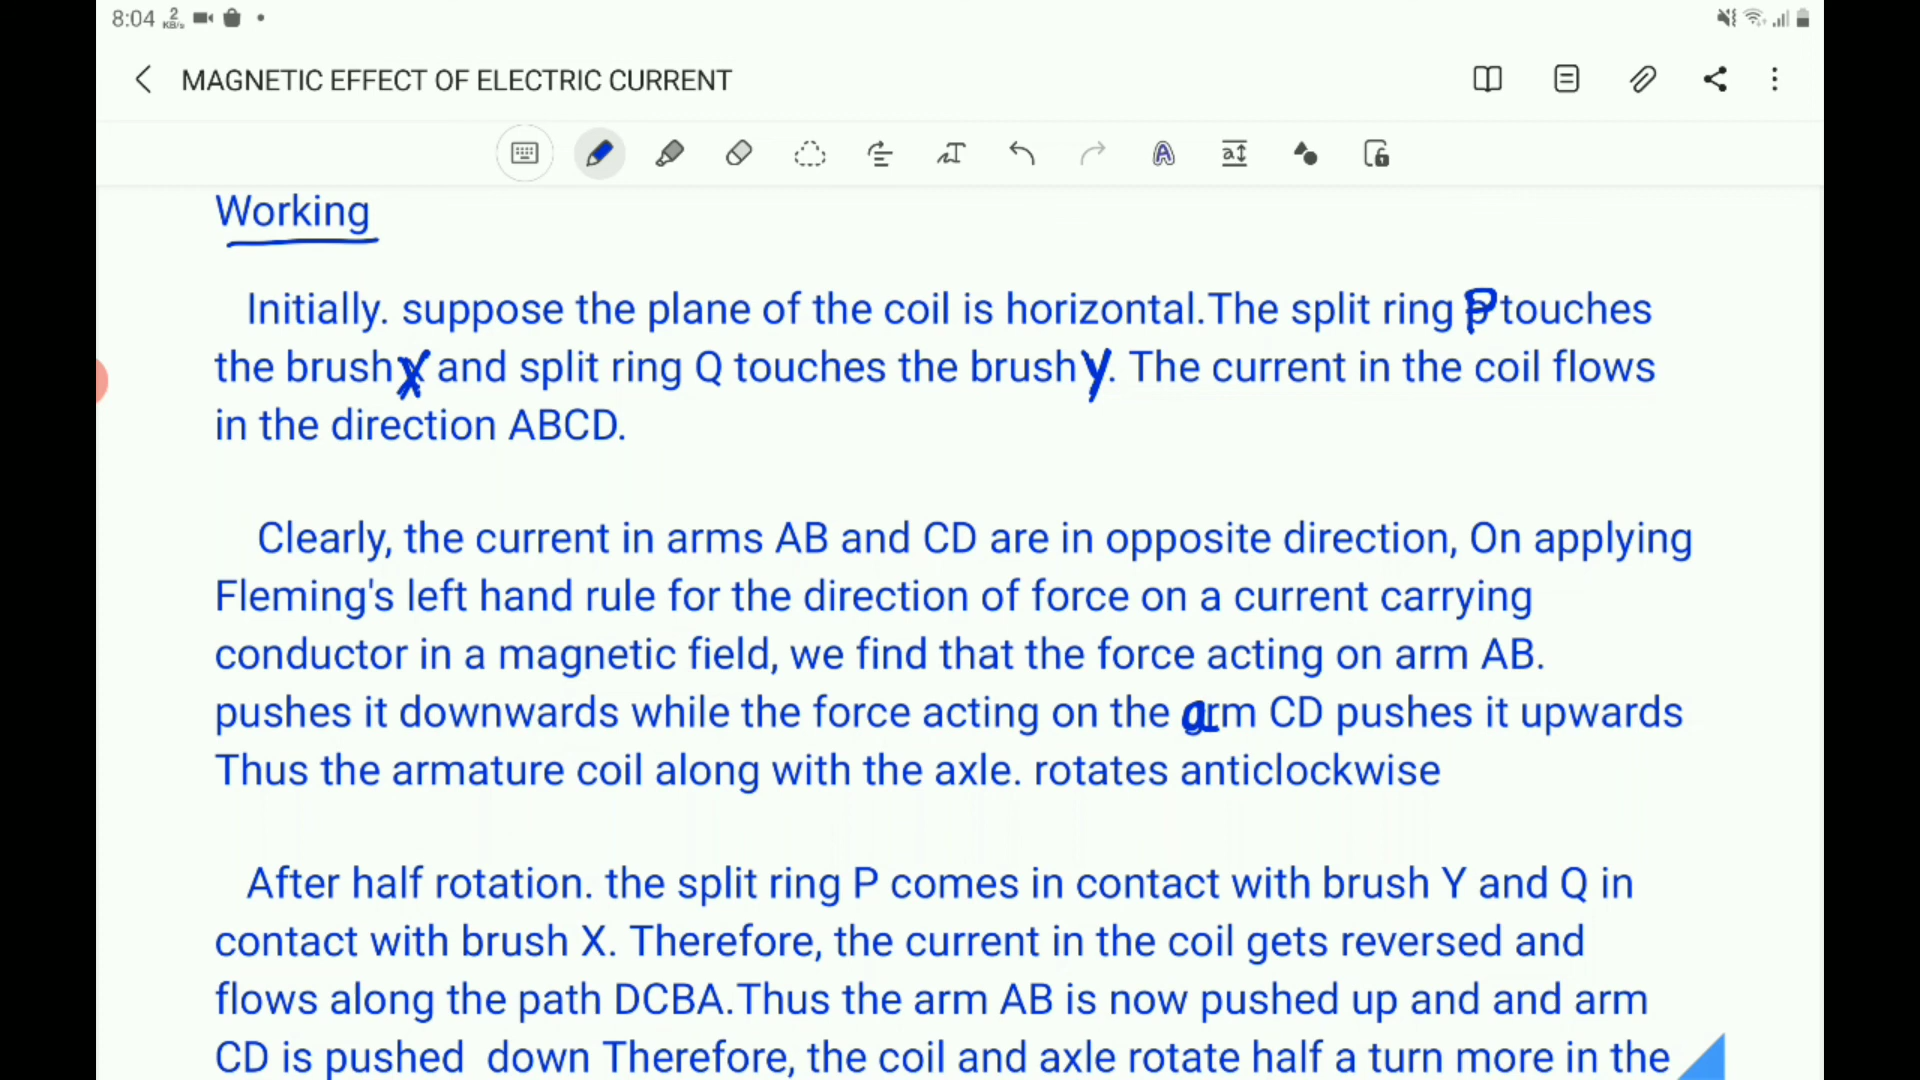 8:04 2 KB/s
MAGNETIC EFFECT OF ELECTRIC CURRENT
Working
Initially. suppose the plane of the coil is horizontal.The split ring P touches
the brush X and split ring Q touches the brush y. The current in the coil flows
in the direction ABCD.
Clearly, the current in arms AB and CD are in opposite direction, On applying
Fleming's left hand rule for the direction of force on a current carrying
conductor in a magnetic field, we find that the force acting on arm AB.
pushes it downwards while the force acting on the arm CD pushes it upwards
Thus the armature coil along with the axle. rotates anticlockwise
After half rotation. the split ring P comes in contact with brush Y and Q in
contact with brush X. Therefore, the current in the coil gets reversed and
flows along the path DCBA.Thus the arm AB is now pushed up and and arm
CD is pushed  down Therefore, the coil and axle rotate half a turn more in the